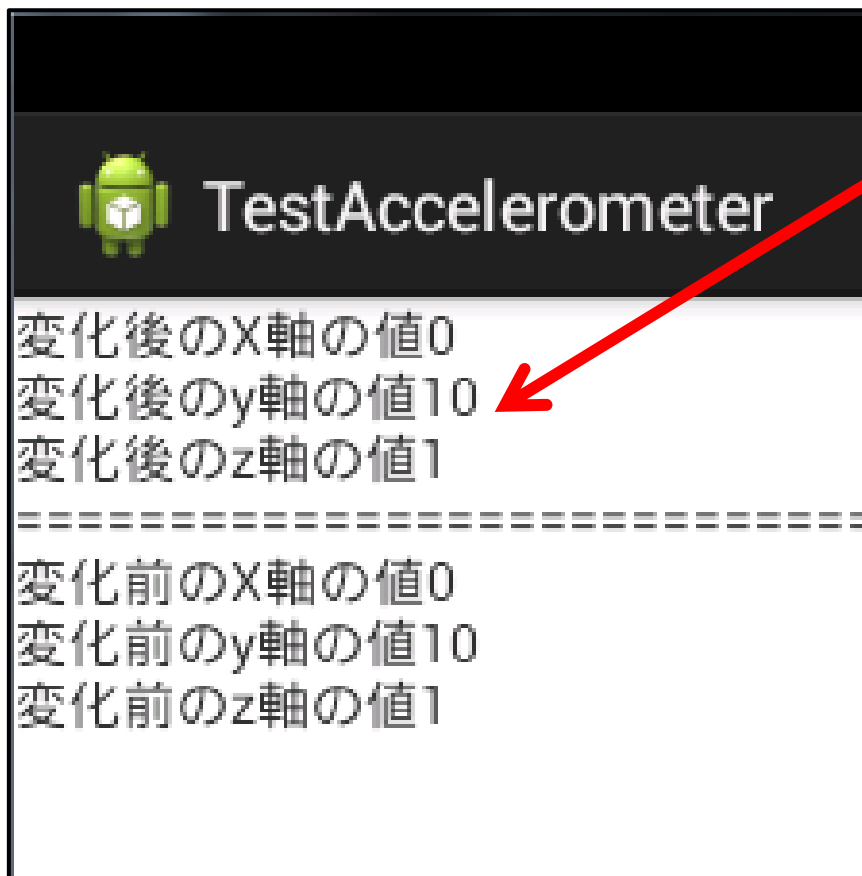 TestAccelerometer
変化後のX軸の値0
変化後のy軸の値10
変化後のz軸の値1
============================
変化前のX軸の値0
変化前のy軸の値10
変化前のz軸の値1